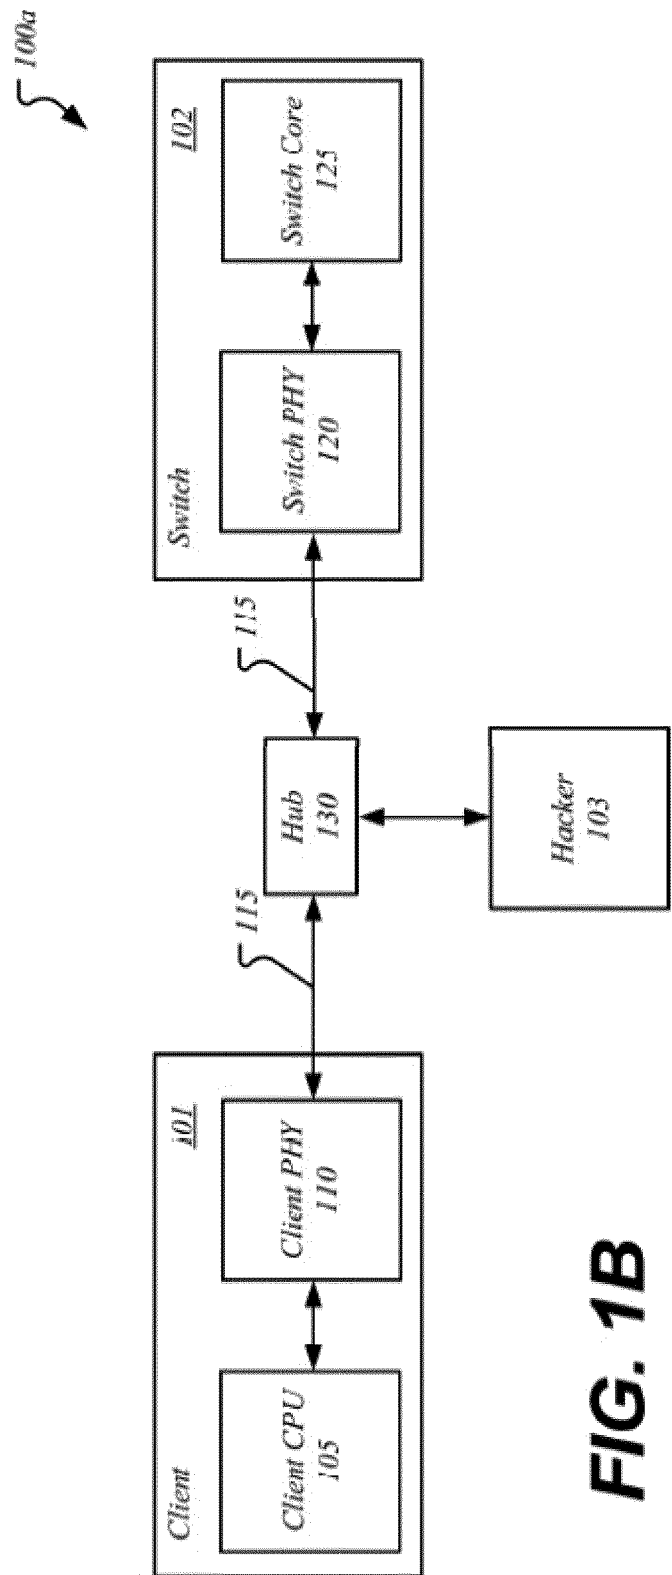 100a
Client
101
Client CPU
105
Client PHY
110
115
Hub
130
115
Hacker
103
Switch
102
Switch PHY
120
Switch Core
125
FIG. 1B